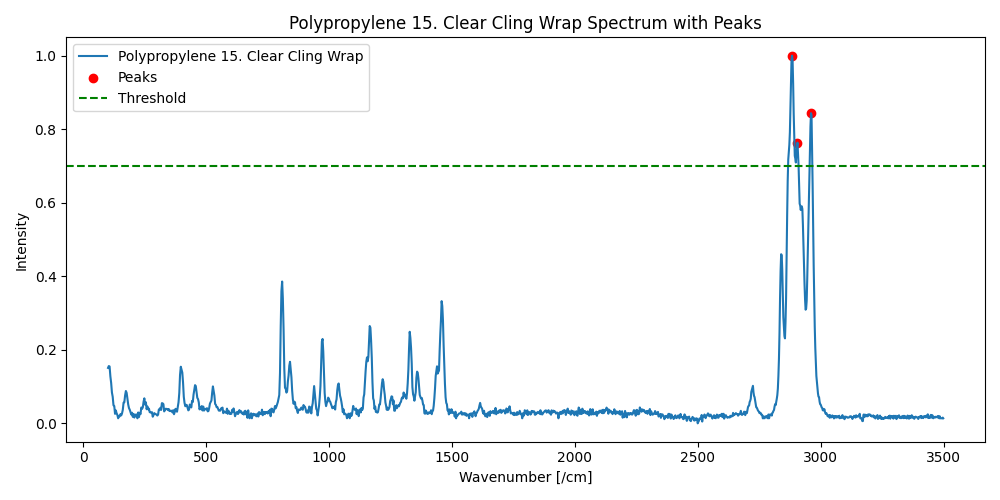 Polypropylene 15. Clear Cling Wrap Spectrum with Peaks
Polypropylene 15. Clear Cling Wrap
Peaks
Threshold
1.0
0.8
0.6
0.4
0.2
0.0
Intensity
0 500 1000 1500 2000 2500 3000 3500
Wavenumber [/cm]